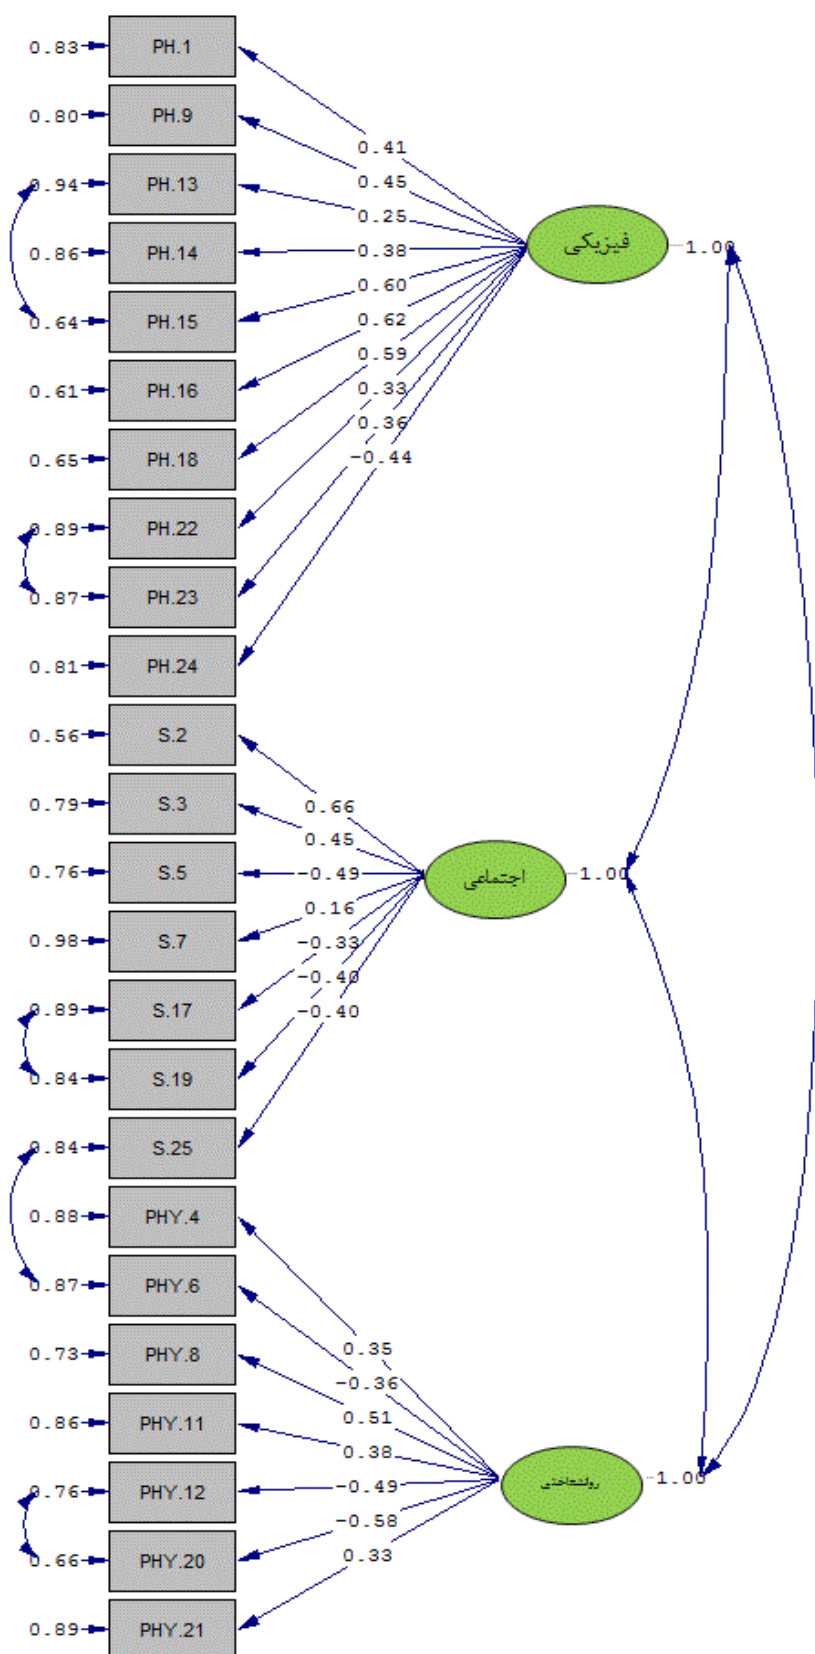 0.83 PH.1
0.80 PH.9
0.94 PH.13
0.86 PH.14
0.64 PH.15
0.61 PH.16
0.65 PH.18
0.89 PH.22
0.87 PH.23
0.81 PH.24
0.56 S.2
0.79 S.3
0.76 S.5
0.98 S.7
0.89 S.17
0.84 S.19
0.84 S.25
0.88 PHY.4
0.87 PHY.6
0.73 PHY.8
0.86 PHY.11
0.76 PHY.12
0.66 PHY.20
0.89 PHY.21
0.41
0.45
0.25
0.38
0.60
0.62
0.59
0.33
0.36
-0.44
فیزیکی
1.00
0.66
0.45
-0.49
0.16
-0.33
-0.40
-0.40
اجتماعی
1.00
0.35
-0.36
0.51
0.38
-0.49
-0.58
0.33
روانشناختی
1.00